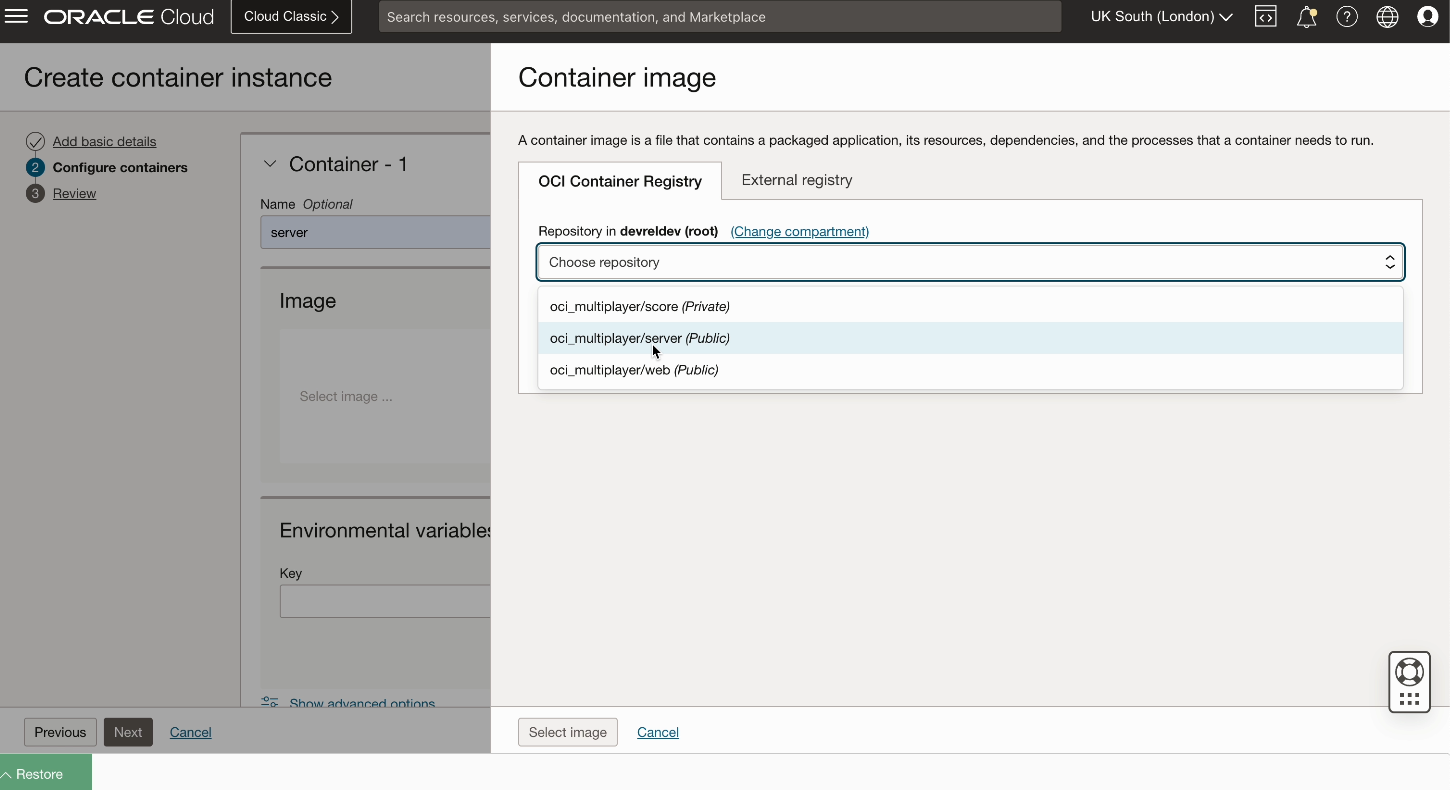 ORACLE Cloud
Cloud Classic
Search resources, services, documentation, and Marketplace
UK South (London)
Create container instance
Add basic details
2 Configure containers
3 Review
Container - 1
Name Optional
server
Image
Select image ...
Environmental variables
Key
Show advanced options
Previous
Next
Cancel
Container image
A container image is a file that contains a packaged application, its resources, dependencies, and the processes that a container needs to run.
OCI Container Registry
External registry
Repository in devreldev (root) (Change compartment)
Choose repository
oci_multiplayer/score (Private)
oci_multiplayer/server (Public)
oci_multiplayer/web (Public)
Select image
Cancel
Restore